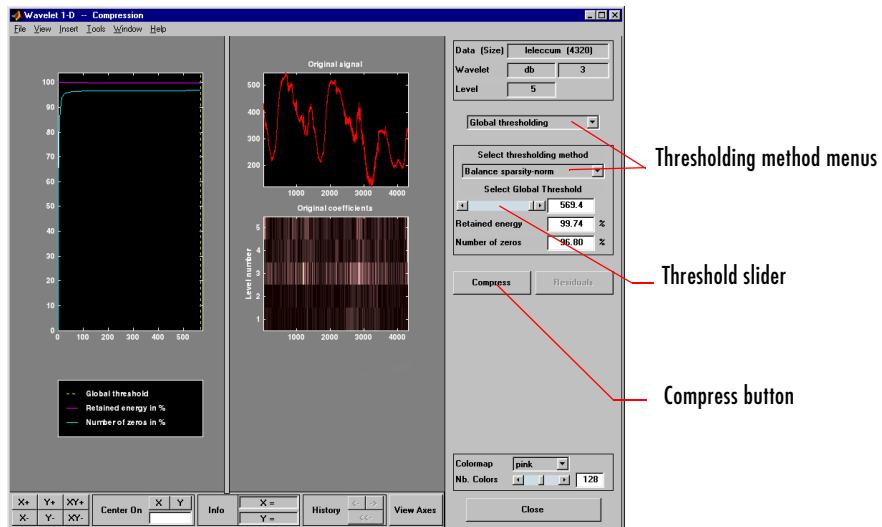 Wavelet 1-D -- Compression
File View Insert Tools Window Help
Data (Size) leleccum (4320)
Wavelet db 3
Level 5
Global thresholding
Select thresholding method
Balance sparsity-norm
Select Global Threshold
569.4
Retained energy 99.74 %
Number of zeros 96.80 %
Compress Residuals
Thresholding method menus
Threshold slider
Compress button
100
90
80
70
60
50
40
30
20
10
0
0 100 200 300 400 500
Global threshold
Retained energy in %
Number of zeros in %
Original signal
500
400
300
200
1000 2000 3000 4000
Original coefficients
Level number
5
4
3
2
1
1000 2000 3000 4000
Colormap pink
Nb. Colors 128
X+ Y+ XY+
X- Y- XY-
Center On X Y
Info X =
Y =
History <- ->
<<-
View Axes
Close